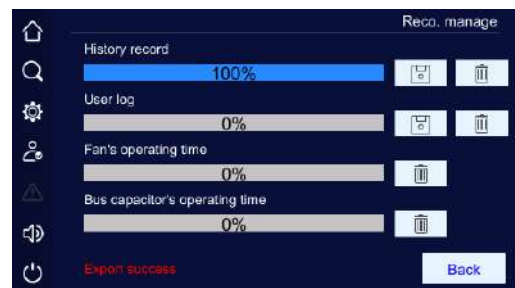 Reco. manage
History record
100%
User log
0%
Fan's operating time
0%
Bus capacitor's operating time
0%
Export success
Back